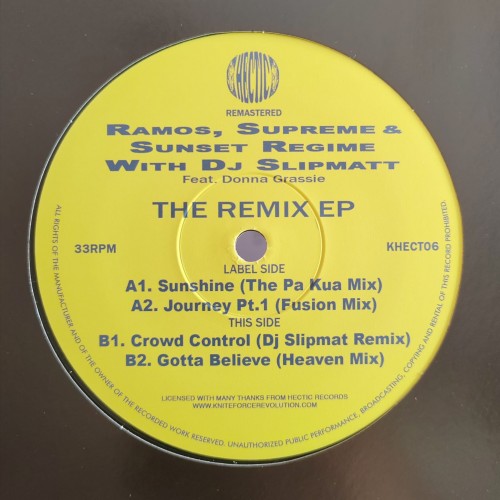 HECTIC
REMASTERED
RAMOS, SUPREME &
SUNSET REGIME
WITH DJ SLIPMATT
Feat. Donna Grassie
THE REMIX EP
33RPM
KHECT06
LABEL SIDE
A1. Sunshine (The Pa Kua Mix)
A2. Journey Pt.1 (Fusion Mix)
THIS SIDE
B1. Crowd Control (Dj Slipmat Remix)
B2. Gotta Believe (Heaven Mix)
LICENSED WITH MANY THANKS FROM HECTIC RECORDS
WWW.KNITEFORCEREVOLUTION.COM
ALL RIGHTS OF THE MANUFACTURER AND OF THE OWNER OF THE RECORDED WORK RESERVED. UNAUTHORIZED PUBLIC PERFORMANCE, BROADCASTING, COPYING AND RENTAL OF THIS RECORD PROHIBITED.